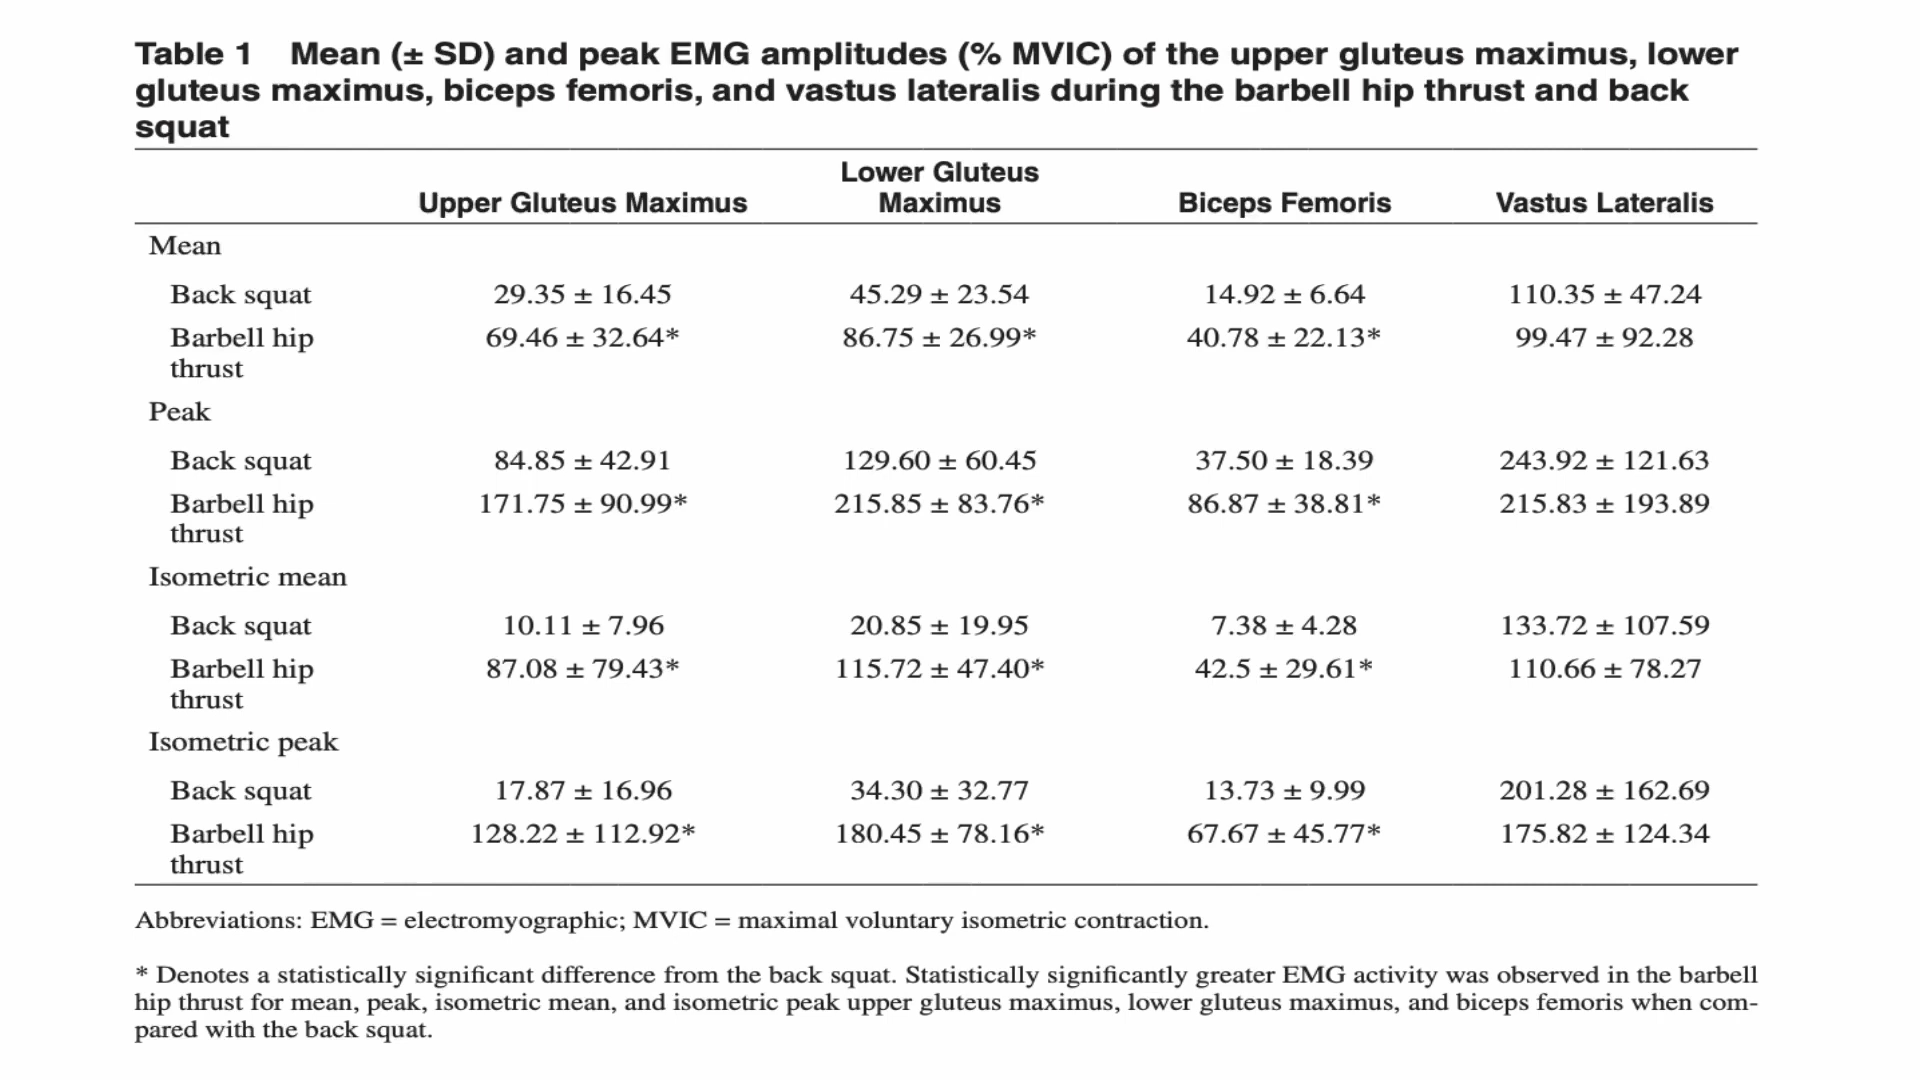 Table 1 Mean (± SD) and peak EMG amplitudes (% MVIC) of the upper gluteus maximus, lower
gluteus maximus, biceps femoris, and vastus lateralis during the barbell hip thrust and back
squat
Upper Gluteus Maximus Lower Gluteus Maximus Biceps Femoris Vastus Lateralis
Mean
Back squat 29.35 ± 16.45 45.29 ± 23.54 14.92 ± 6.64 110.35 ± 47.24
Barbell hip thrust 69.46 ± 32.64* 86.75 ± 26.99* 40.78 ± 22.13* 99.47 ± 92.28
Peak
Back squat 84.85 ± 42.91 129.60 ± 60.45 37.50 ± 18.39 243.92 ± 121.63
Barbell hip thrust 171.75 ± 90.99* 215.85 ± 83.76* 86.87 ± 38.81* 215.83 ± 193.89
Isometric mean
Back squat 10.11 ± 7.96 20.85 ± 19.95 7.38 ± 4.28 133.72 ± 107.59
Barbell hip thrust 87.08 ± 79.43* 115.72 ± 47.40* 42.5 ± 29.61* 110.66 ± 78.27
Isometric peak
Back squat 17.87 ± 16.96 34.30 ± 32.77 13.73 ± 9.99 201.28 ± 162.69
Barbell hip thrust 128.22 ± 112.92* 180.45 ± 78.16* 67.67 ± 45.77* 175.82 ± 124.34
Abbreviations: EMG = electromyographic; MVIC = maximal voluntary isometric contraction.
* Denotes a statistically significant difference from the back squat. Statistically significantly greater EMG activity was observed in the barbell
hip thrust for mean, peak, isometric mean, and isometric peak upper gluteus maximus, lower gluteus maximus, and biceps femoris when com-
pared with the back squat.